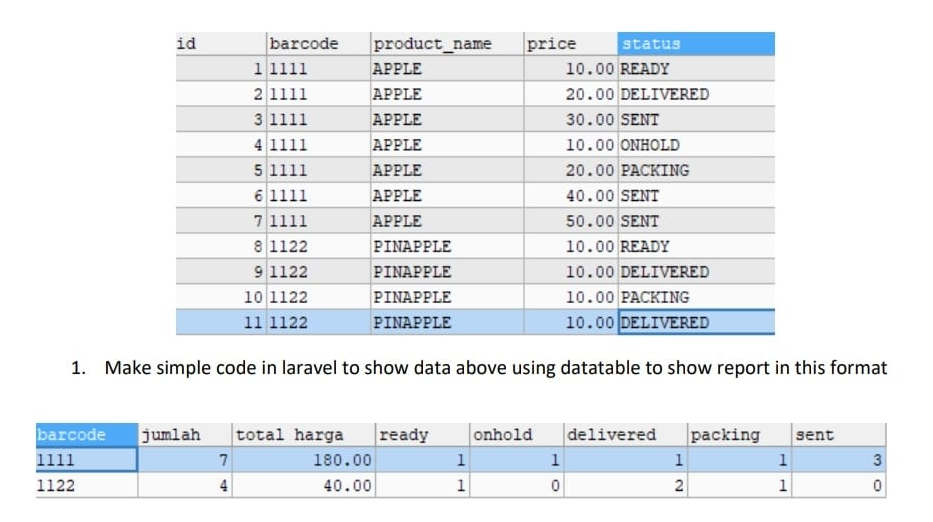 id barcode product_name price status
1 1111 APPLE 10.00 READY
2 1111 APPLE 20.00 DELIVERED
3 1111 APPLE 30.00 SENT
4 1111 APPLE 10.00 ONHOLD
5 1111 APPLE 20.00 PACKING
6 1111 APPLE 40.00 SENT
7 1111 APPLE 50.00 SENT
8 1122 PINAPPLE 10.00 READY
9 1122 PINAPPLE 10.00 DELIVERED
10 1122 PINAPPLE 10.00 PACKING
11 1122 PINAPPLE 10.00 DELIVERED
1. Make simple code in laravel to show data above using datatable to show report in this format
barcode jumlah total harga ready onhold delivered packing sent
1111 7 180.00 1 1 1 1 3
1122 4 40.00 1 0 2 1 0